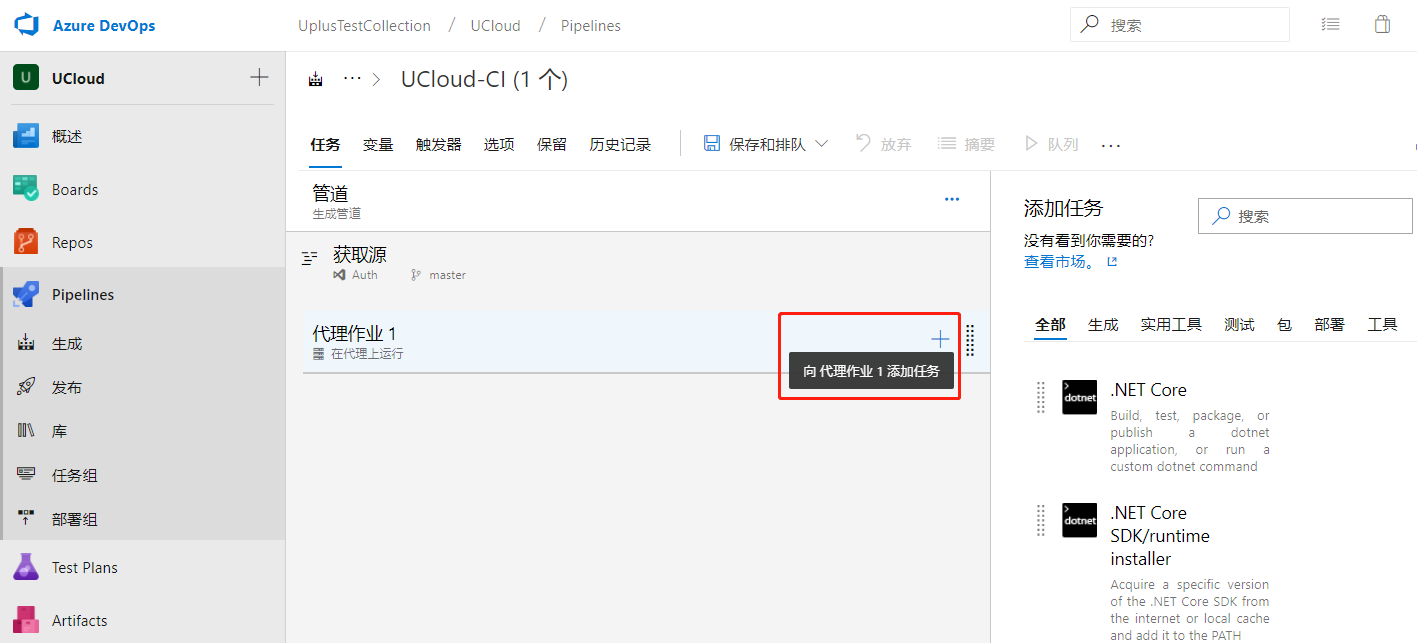 Azure DevOps
UplusTestCollection / UCloud / Pipelines
搜索
U UCloud
概述
Boards
Repos
Pipelines
生成
发布
库
任务组
部署组
Test Plans
Artifacts
··· > UCloud-CI (1 个)
任务 变量 触发器 选项 保留 历史记录 保存和排队 放弃 摘要 队列 ···
管道
生成管道
···
获取源
Auth master
代理作业 1
在代理上运行
向 代理作业 1 添加任务
添加任务
搜索
没有看到你需要的?
查看市场。
全部 生成 实用工具 测试 包 部署 工具
dotnet
.NET Core
Build, test, package, or
publish a dotnet
application, or run a
custom dotnet command
dotnet
.NET Core
SDK/runtime
installer
Acquire a specific version
of the .NET Core SDK from
the internet or local cache
and add it to the PATH